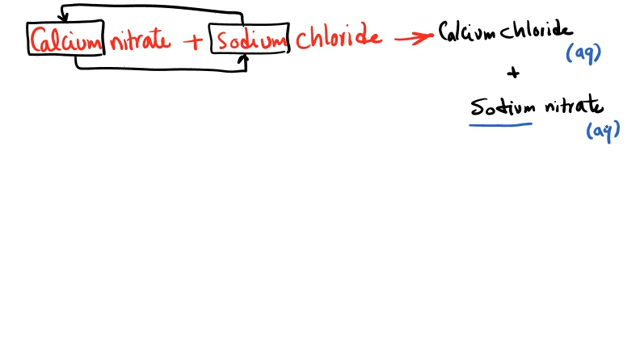 Calcium nitrate + Sodium chloride → Calcium chloride
(aq)
+
Sodium nitrate
(aq)